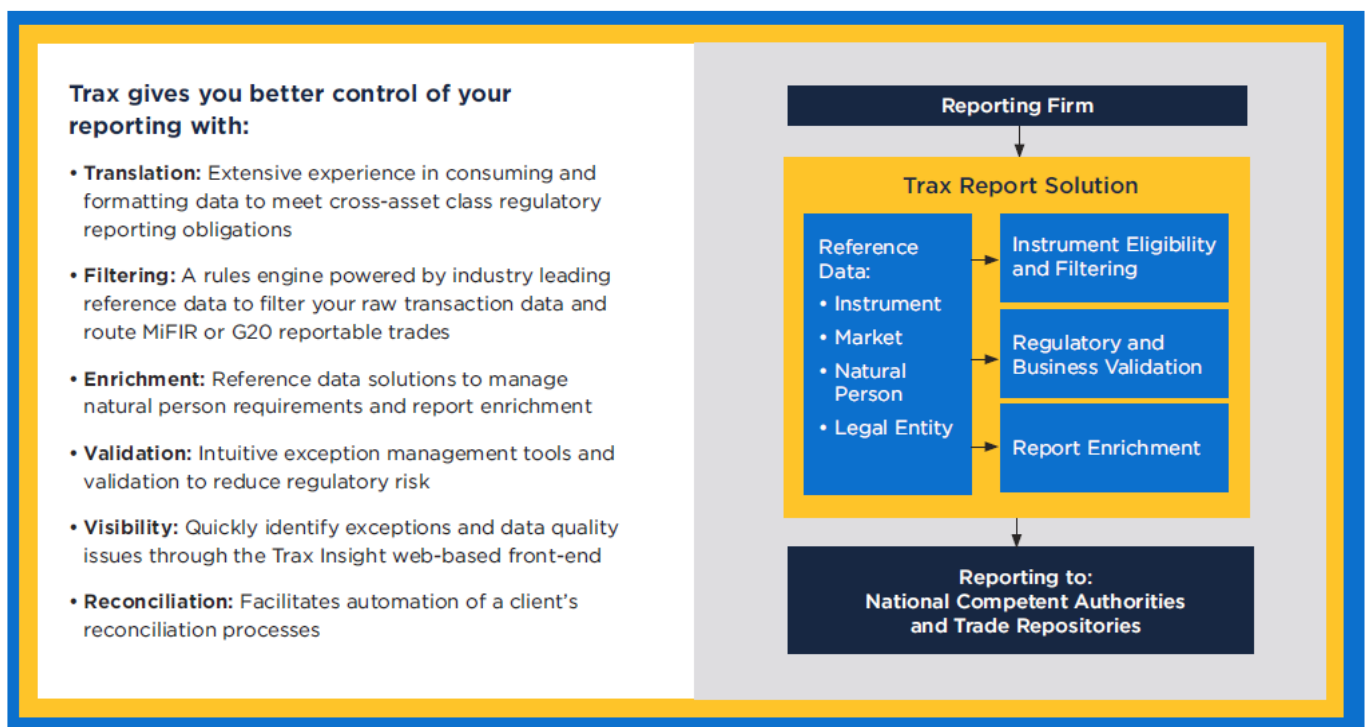 Trax gives you better control of your
reporting with:
• Translation: Extensive experience in consuming and
formatting data to meet cross-asset class regulatory
reporting obligations
• Filtering: A rules engine powered by industry leading
reference data to filter your raw transaction data and
route MiFIR or G20 reportable trades
• Enrichment: Reference data solutions to manage
natural person requirements and report enrichment
• Validation: Intuitive exception management tools and
validation to reduce regulatory risk
• Visibility: Quickly identify exceptions and data quality
issues through the Trax Insight web-based front-end
• Reconciliation: Facilitates automation of a client’s
reconciliation processes
Reporting Firm
Trax Report Solution
Reference
Data:
• Instrument
• Market
• Natural
Person
• Legal Entity
Instrument Eligibility
and Filtering
Regulatory and
Business Validation
Report Enrichment
Reporting to:
National Competent Authorities
and Trade Repositories